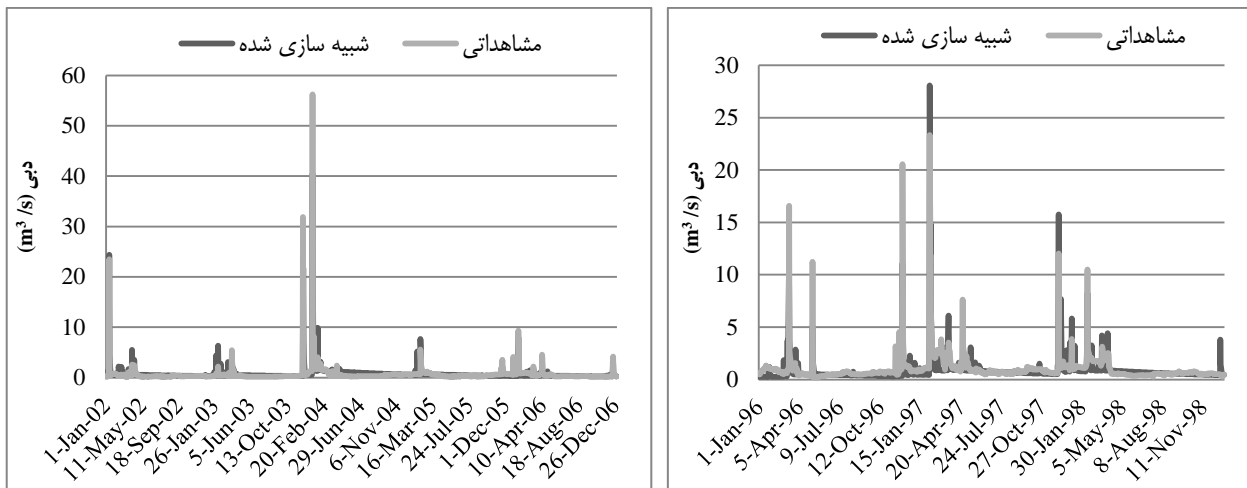 شبیه سازی شده
مشاهداتی
60
50
40
30
20
10
0
دبی (m³ /s)
1-Jan-02
11-May-02
18-Sep-02
26-Jan-03
5-Jun-03
13-Oct-03
20-Feb-04
29-Jun-04
6-Nov-04
16-Mar-05
24-Jul-05
1-Dec-05
10-Apr-06
18-Aug-06
26-Dec-06
شبیه سازی شده
مشاهداتی
30
25
20
15
10
5
0
دبی (m³ /s)
1-Jan-96
5-Apr-96
9-Jul-96
12-Oct-96
15-Jan-97
20-Apr-97
24-Jul-97
27-Oct-97
30-Jan-98
5-May-98
8-Aug-98
11-Nov-98